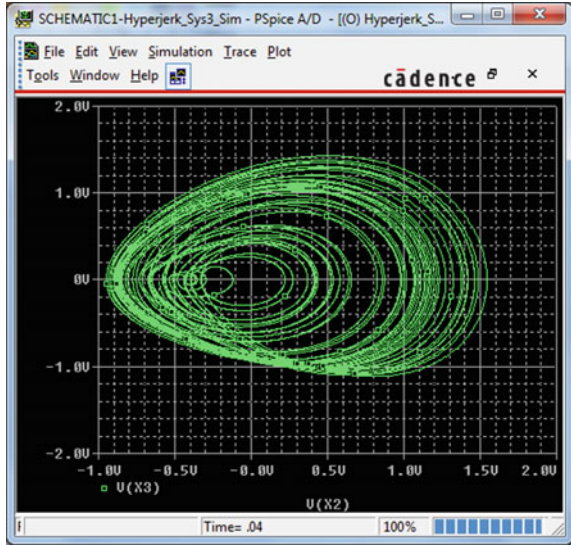 SCHEMATIC1-Hyperjerk_Sys3_Sim - PSpice A/D - [(O) Hyperjerk_S...
File Edit View Simulation Trace Plot
Tools Window Help
cādence
2.0V
1.0V
0V
-1.0V
-2.0V
-1.0V -0.5V -0.0V 0.5V 1.0V 1.5V 2.0V
V(X3)
V(X2)
F Time= .04 100%